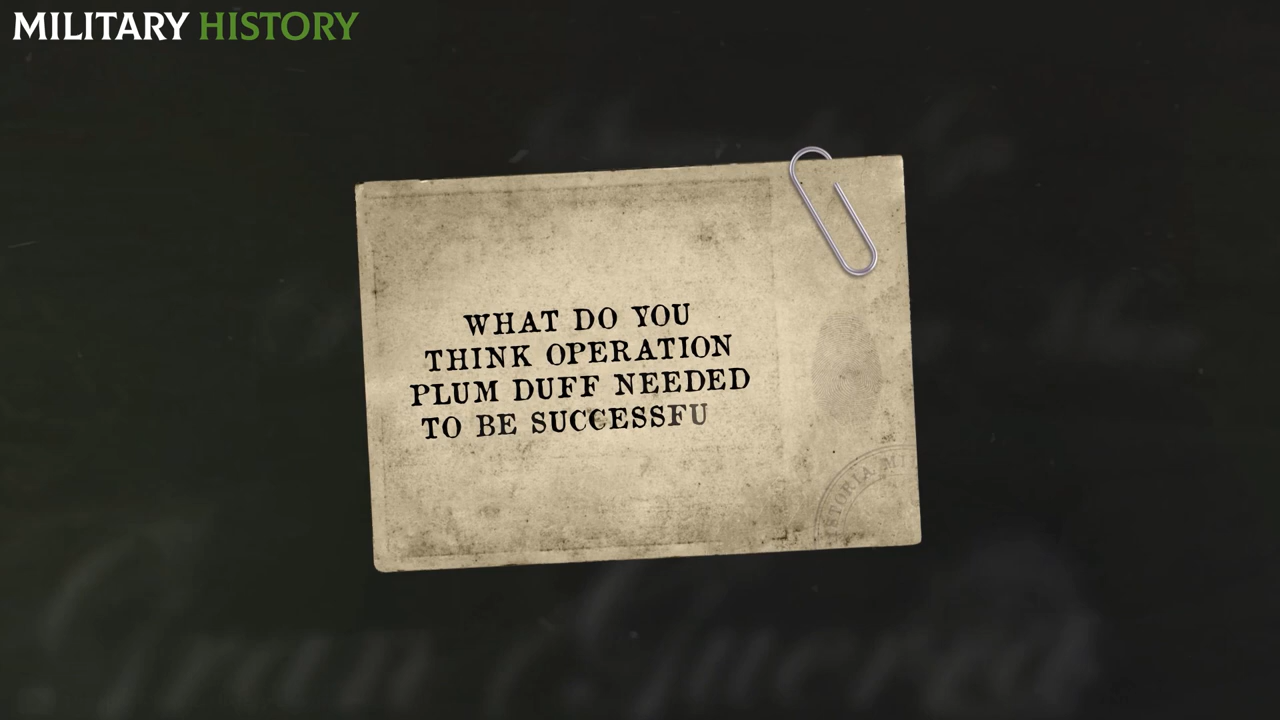 MILITARY HISTORY
WHAT DO YOU
THINK OPERATION
PLUM DUFF NEEDED
TO BE SUCCESSFU